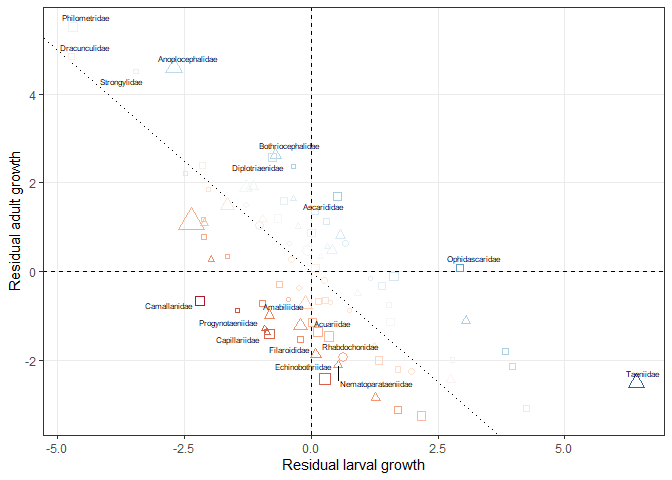 Philometridae
Dracunculidae
Anoplocephalidae
Strongylidae
4
Bothriocephalidae
Diplotriaenidae
2
Ascarididae
Ophidascaridae
0
Camallanidae
Amabiliidae
Progynotaeniidae
Acuariidae
Capillariidae
Filaroididae
Rhabdochonidae
-2
Echinobothriidae
Taeniidae
Nematoparataeniidae
Residual adult growth
-5.0
-2.5
0.0
2.5
5.0
Residual larval growth